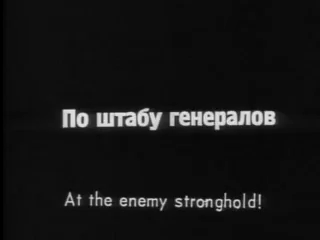 По штабу генералов
At the enemy stronghold!